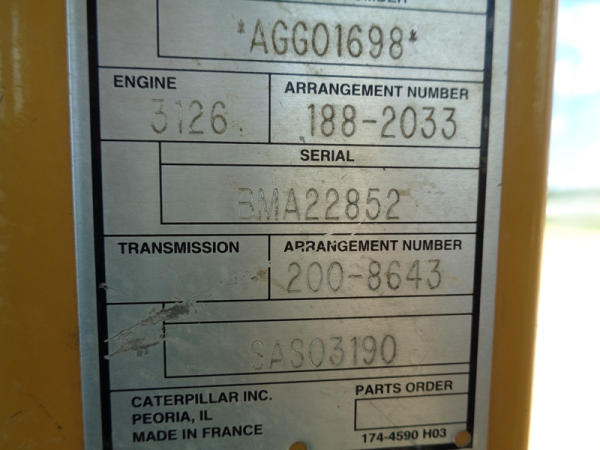 *AGG01698*
ENGINE
ARRANGEMENT NUMBER
3126
188-2033
SERIAL
BMA22852
TRANSMISSION
ARRANGEMENT NUMBER
200-8643
SAS03190
CATERPILLAR INC.
PEORIA, IL
MADE IN FRANCE
PARTS ORDER
174-4590 H03